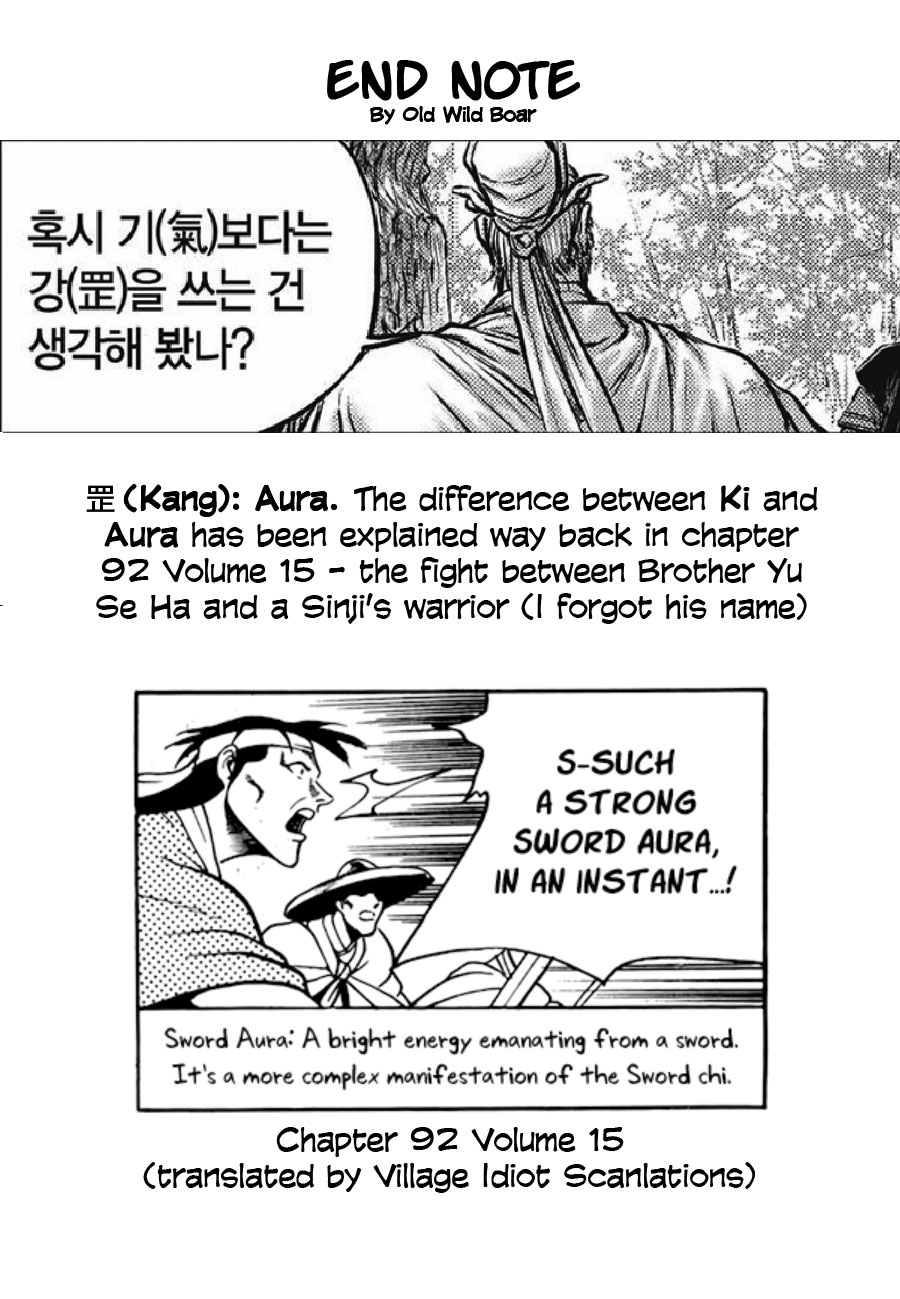 END NOTE
By Old Wild Boar
혹시 기(氣)보다는
강(罡)을 쓰는 건
생각해 봤나?
罡 (Kang): Aura. The difference between Ki and
Aura has been explained way back in chapter
92 Volume 15 - the fight between Brother Yu
Se Ha and a Sinji's warrior (I forgot his name)
S-SUCH
A STRONG
SWORD AURA,
IN AN INSTANT...!
Sword Aura: A bright energy emanating from a sword.
It's a more complex manifestation of the Sword chi.
Chapter 92 Volume 15
(translated by Village Idiot Scanlations)